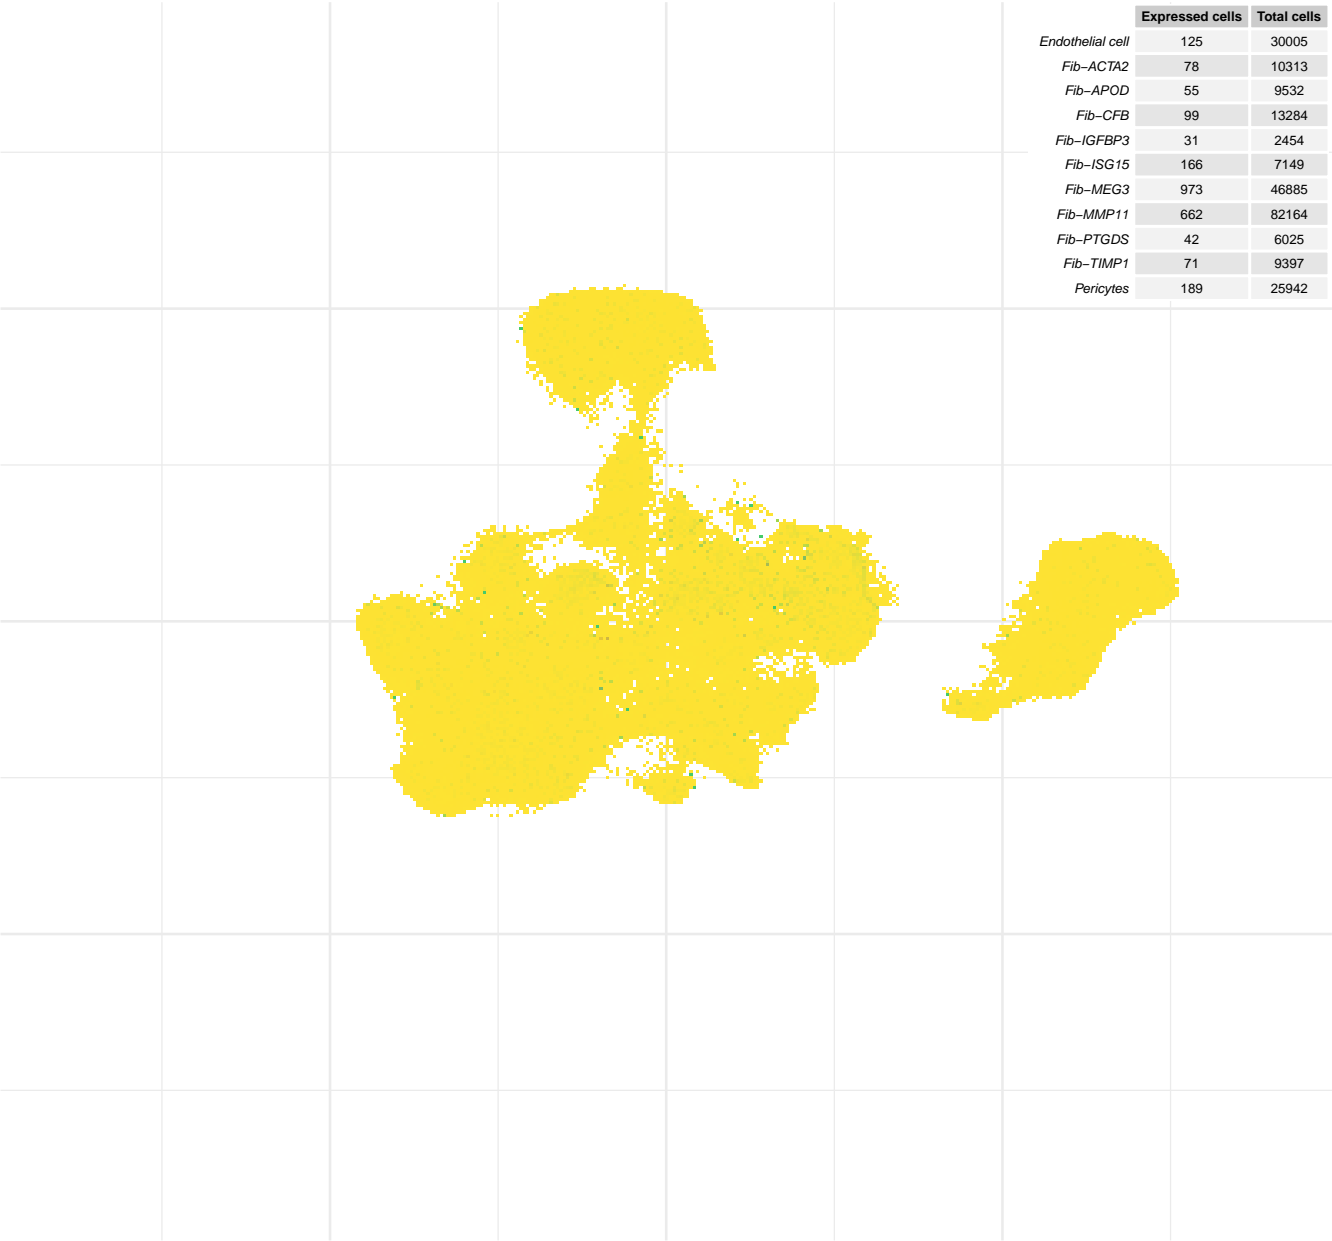 Expressed cells Total cells
Endothelial cell 125 30005
Fib−ACTA2 78 10313
Fib−APOD 55 9532
Fib−CFB 99 13284
Fib−IGFBP3 31 2454
Fib−ISG15 166 7149
Fib−MEG3 973 46885
Fib−MMP11 662 82164
Fib−PTGDS 42 6025
Fib−TIMP1 71 9397
Pericytes 189 25942